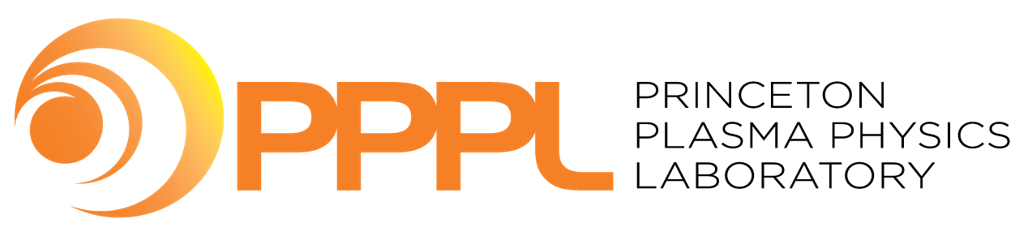 PPPL
PRINCETON
PLASMA PHYSICS
LABORATORY